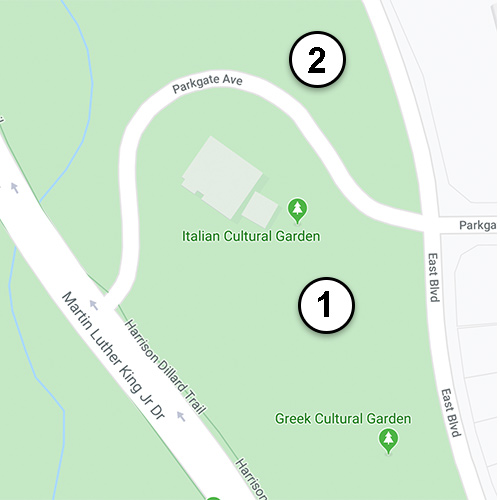 2
Parkgate Ave
Italian Cultural Garden
Parkga
East Blvd
1
Martin Luther King Jr Dr
Harrison Dillard Trail
East Blvd
Greek Cultural Garden
Harrison